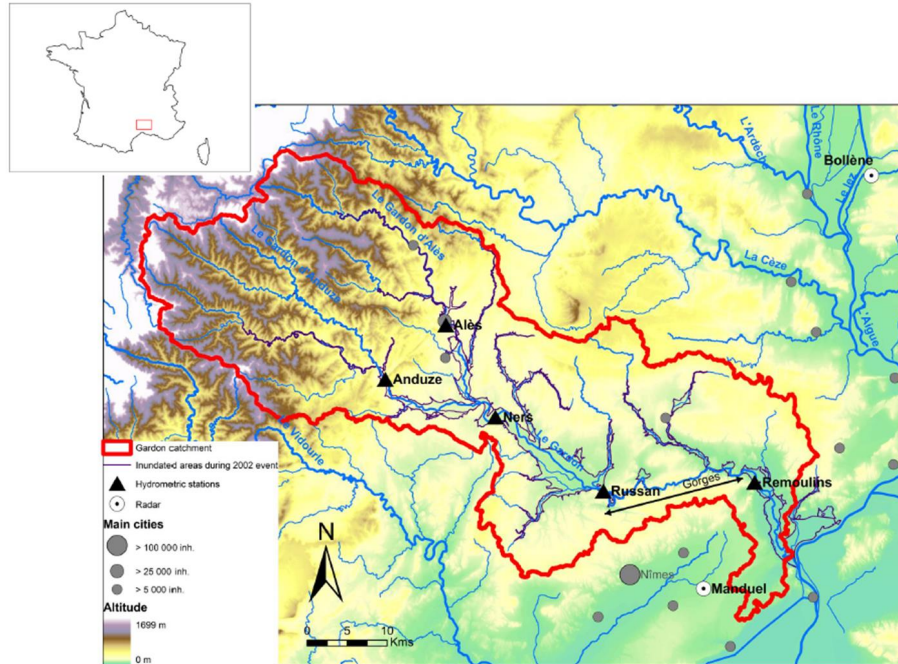 L'Ardèche
Le Rhône
Bollène
Le lez
Le Gardon d'Alès
Le Gardon d'Anduze
La Cèze
L'Aigue
Alès
Anduze
Ners
Le Vidourle
Le Gardon
Gorges
Russan
Remoulins
Nîmes
Manduel
Gardon catchment
Inundated areas during 2002 event
Hydrometric stations
Radar
Main cities
> 100 000 inh.
> 25 000 inh.
> 5 000 inh.
Altitude
1699 m
0 m
N
0 5 10
Kms